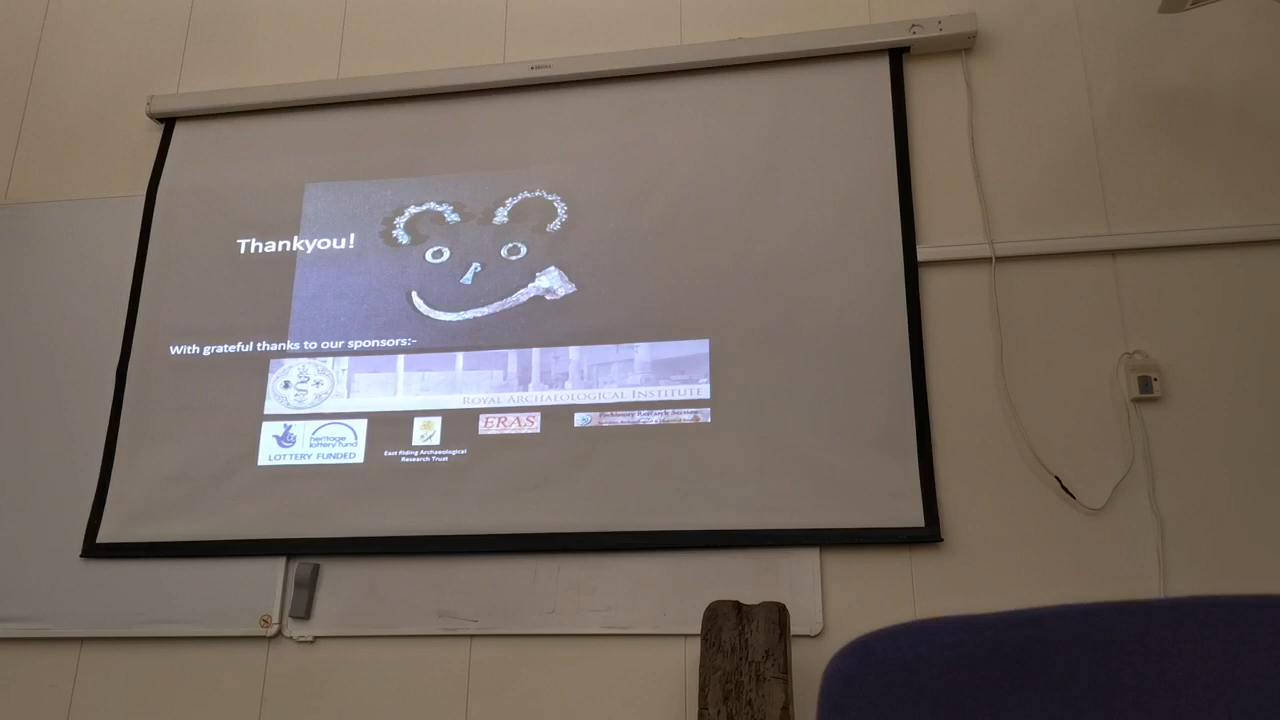 Thankyou!
With grateful thanks to our sponsors:-
ROYAL ARCHAEOLOGICAL INSTITUTE
heritage
lottery fund
LOTTERY FUNDED
East Riding Archaeological
Research Trust
ERAS
Prehistory Research Section